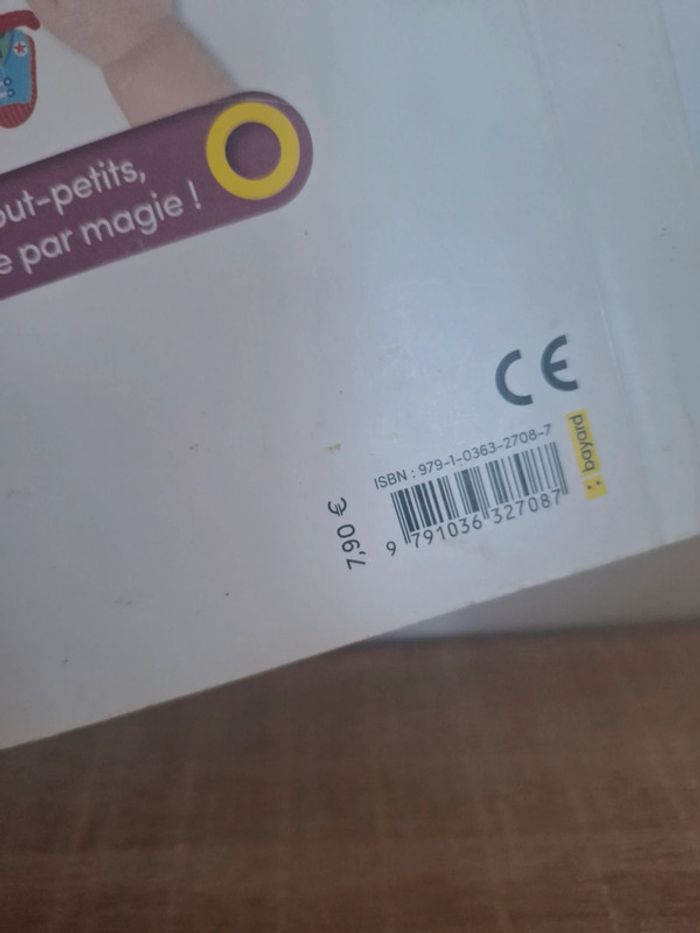 out-petits,
e par magie !
CE
bayard
ISBN : 979-1-0363-2708-7
9 791036 327087
7,90 €